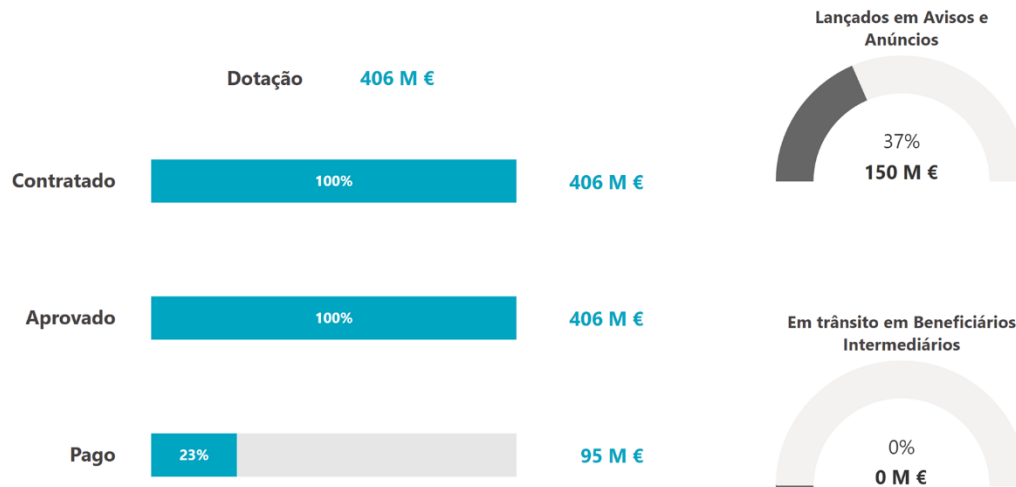 Dotação 406 M €
Contratado 100% 406 M €
Aprovado 100% 406 M €
Pago 23% 95 M €
Lançados em Avisos e
Anúncios
37%
150 M €
Em trânsito em Beneficiários
Intermediários
0%
0 M €